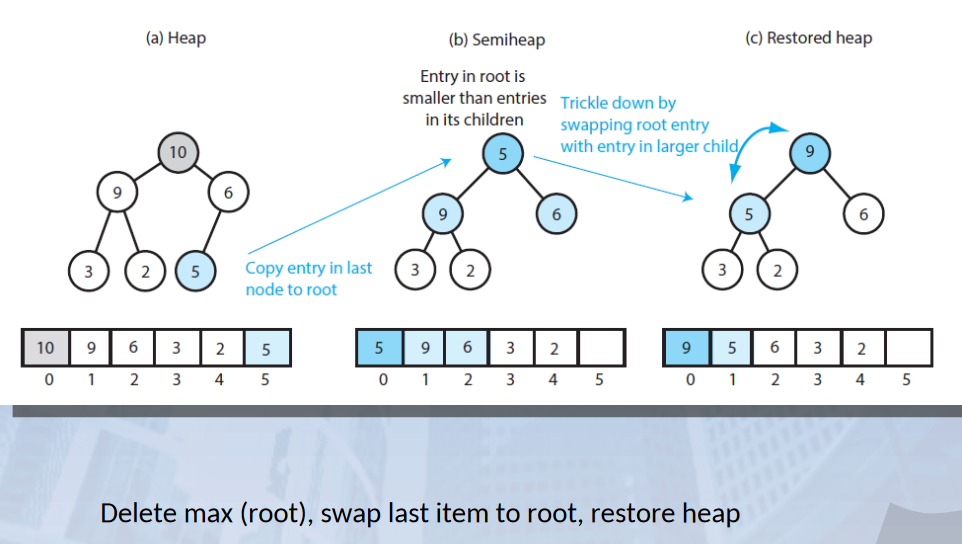 (a) Heap
(b) Semiheap
(c) Restored heap
Entry in root is
smaller than entries
in its children
Trickle down by
swapping root entry
with entry in larger child
10
9
6
3
2
5
Copy entry in last
node to root
5
9
6
3
2
9
5
6
3
2
10 9 6 3 2 5
0 1 2 3 4 5
5 9 6 3 2
0 1 2 3 4 5
9 5 6 3 2
0 1 2 3 4 5
Delete max (root), swap last item to root, restore heap